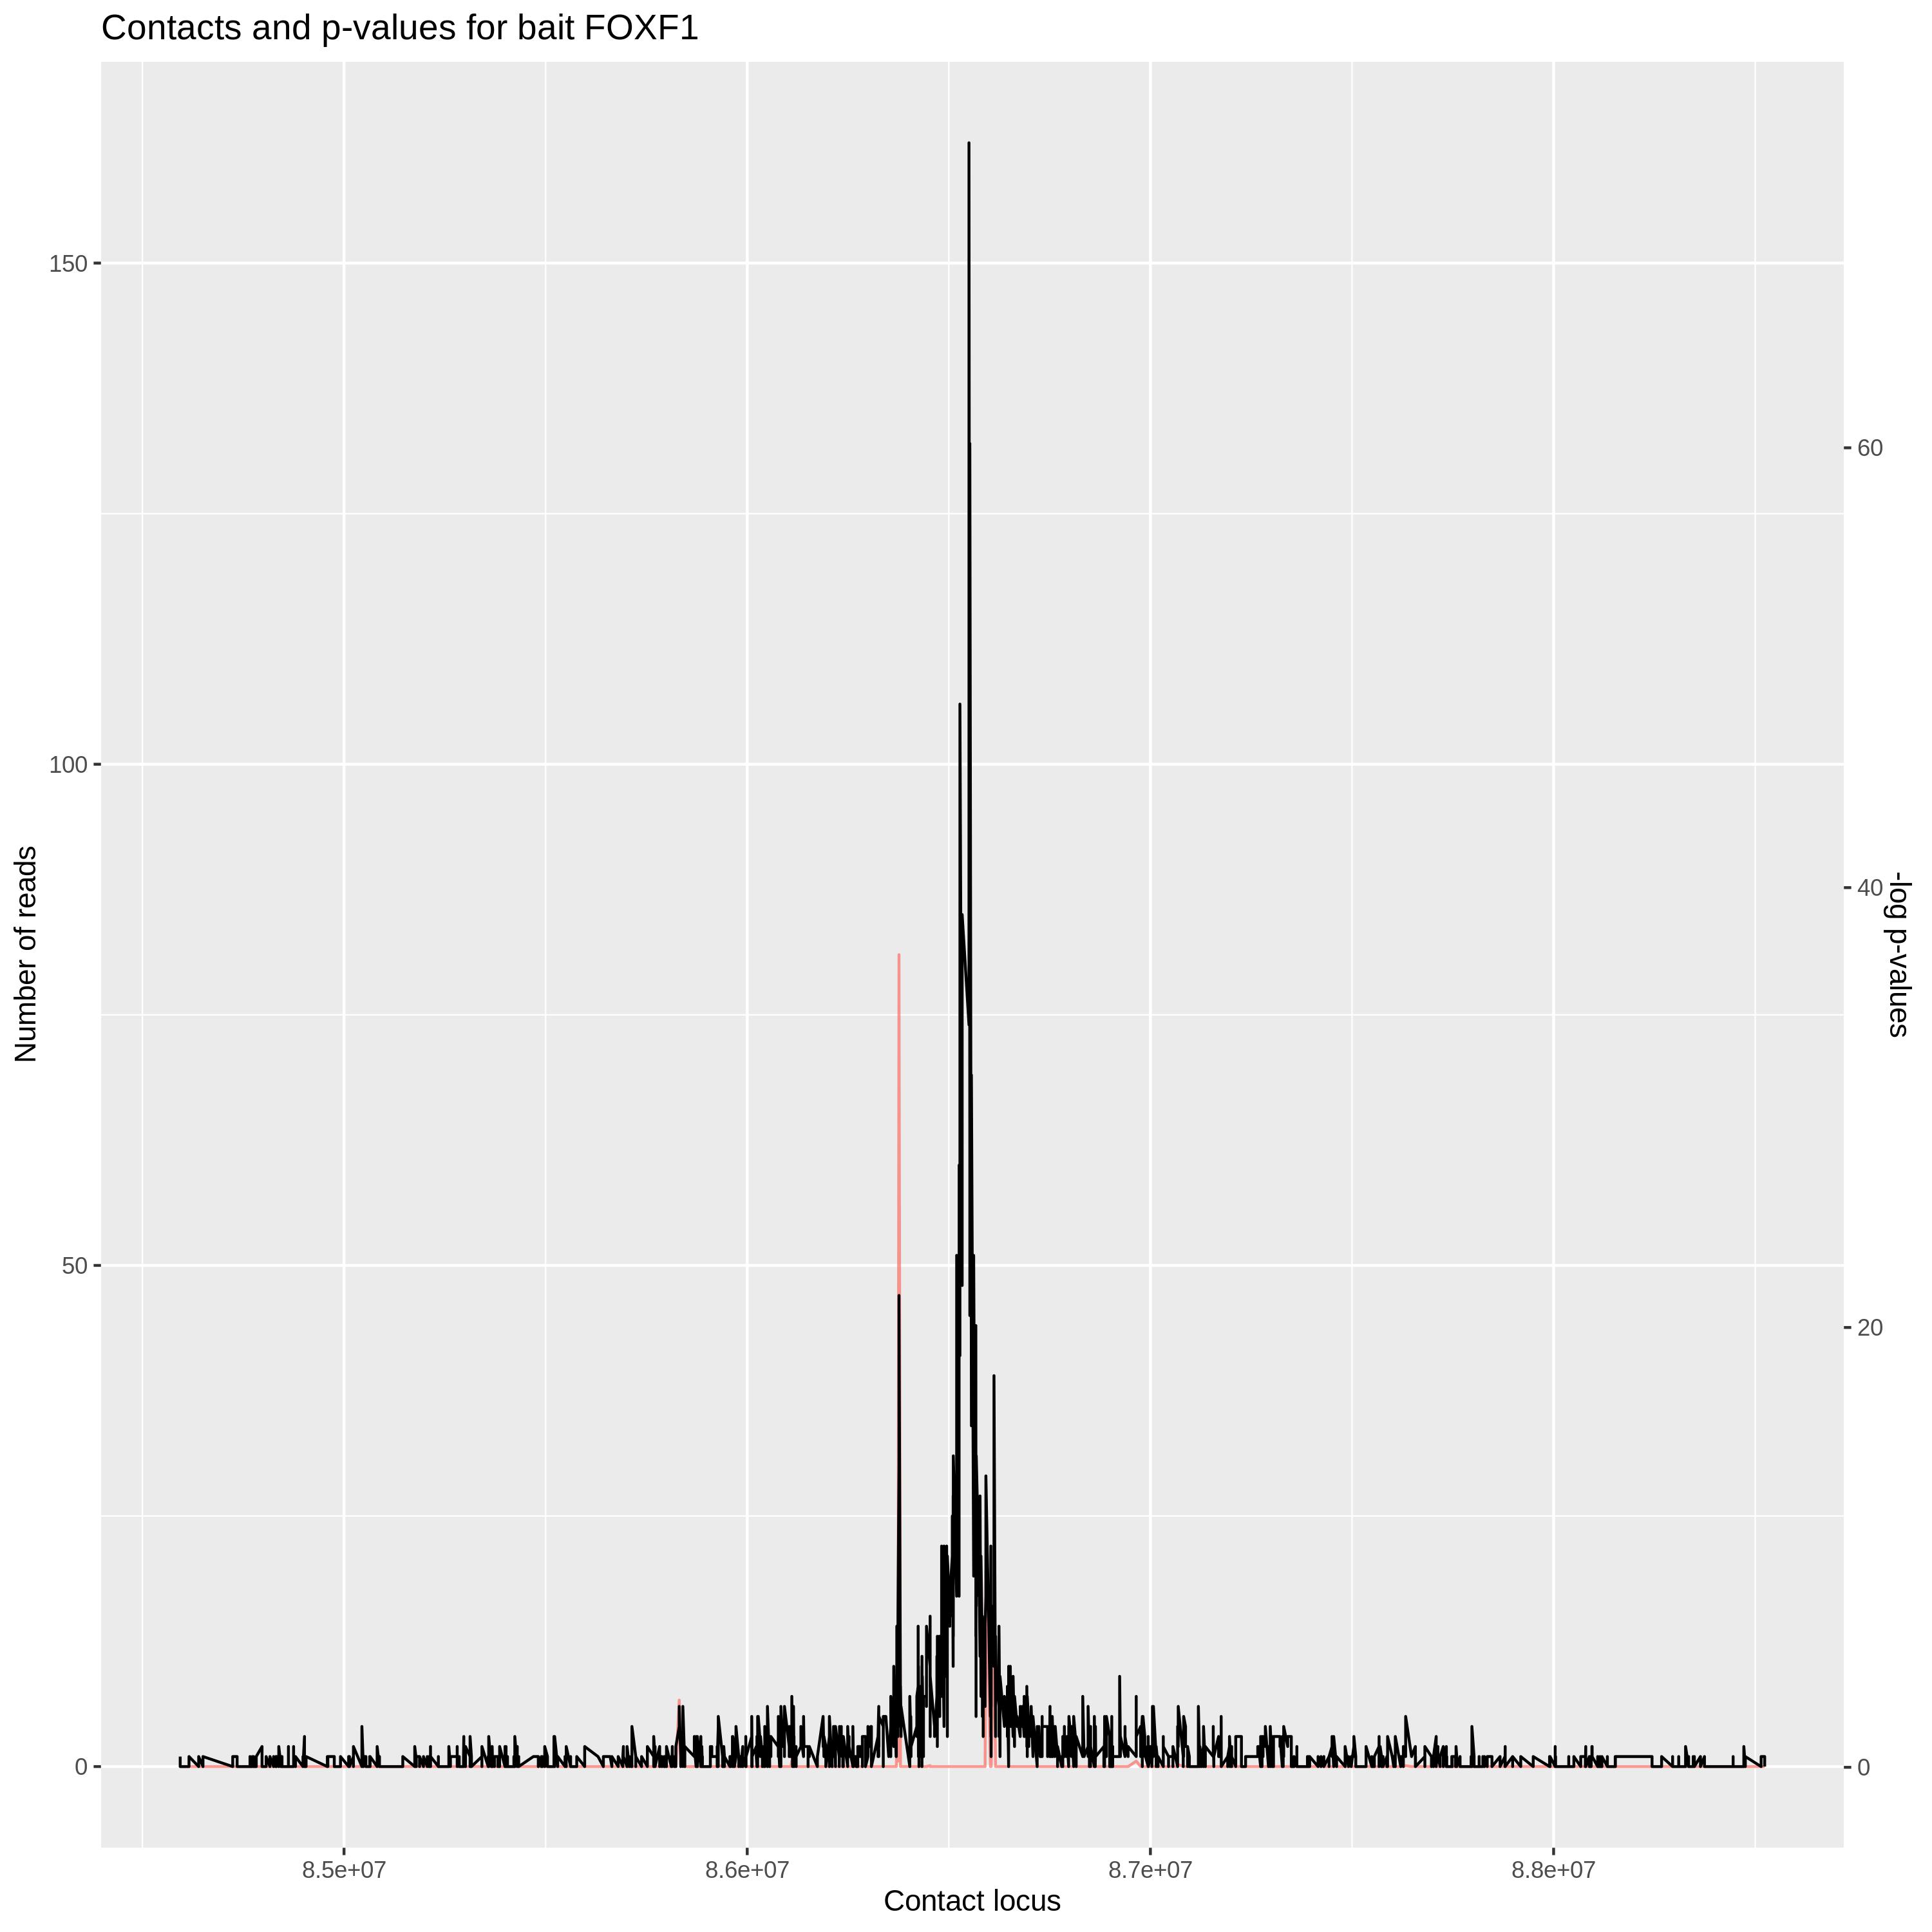 Contacts and p-values for bait FOXF1
150
100
50
0
Number of reads
60
40
20
0
-log p-values
8.5e+07
8.6e+07
8.7e+07
8.8e+07
Contact locus